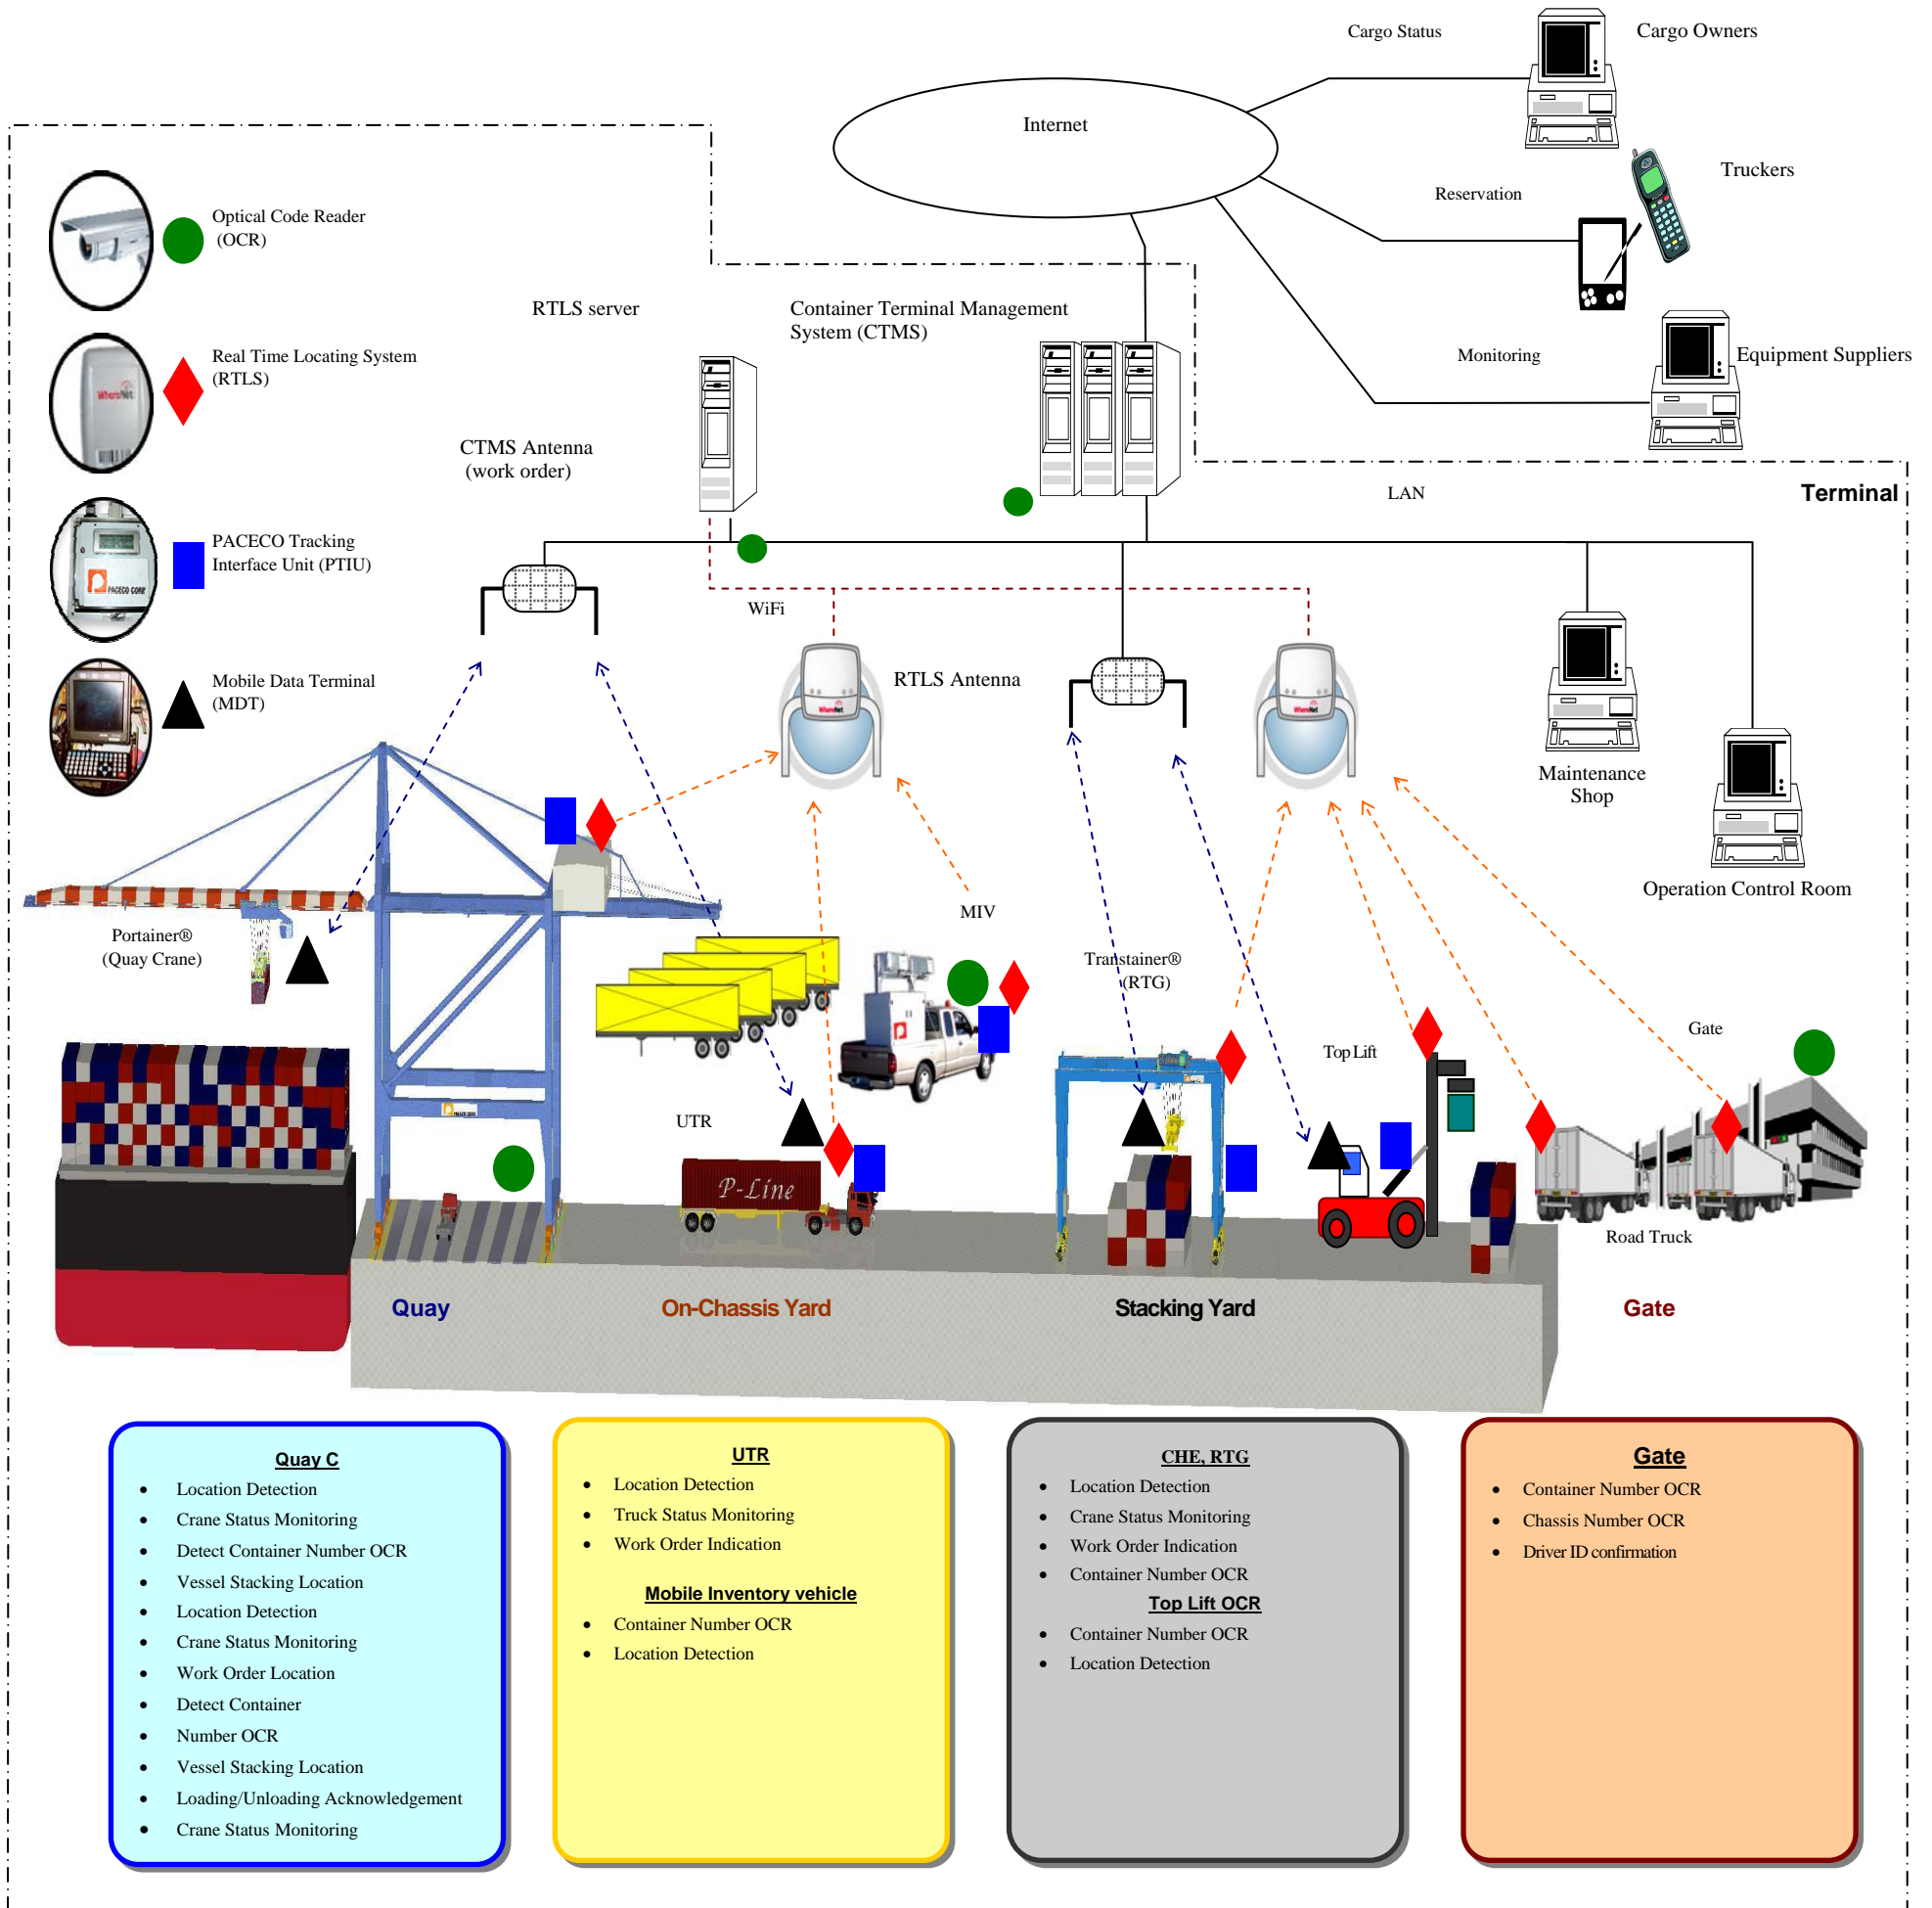 Cargo Status
Cargo Owners
Internet
Truckers
Reservation
Optical Code Reader
(OCR)
RTLS server
Container Terminal Management
System (CTMS)
Monitoring
Equipment Suppliers
Real Time Locating System
(RTLS)
WhereNet
CTMS Antenna
(work order)
LAN
Terminal
PACECO Tracking
Interface Unit (PTIU)
PACECO CORP
WiFi
Mobile Data Terminal
(MDT)
RTLS Antenna
WhereNet
WhereNet
Maintenance
Shop
Operation Control Room
MIV
Portainer®
(Quay Crane)
Transtainer®
(RTG)
Top Lift
Gate
UTR
P-Line
Road Truck
Quay
On-Chassis Yard
Stacking Yard
Gate
Quay C
• Location Detection
• Crane Status Monitoring
• Detect Container Number OCR
• Vessel Stacking Location
• Location Detection
• Crane Status Monitoring
• Work Order Location
• Detect Container
• Number OCR
• Vessel Stacking Location
• Loading/Unloading Acknowledgement
• Crane Status Monitoring
UTR
• Location Detection
• Truck Status Monitoring
• Work Order Indication
Mobile Inventory vehicle
• Container Number OCR
• Location Detection
CHE, RTG
• Location Detection
• Crane Status Monitoring
• Work Order Indication
• Container Number OCR
Top Lift OCR
• Container Number OCR
• Location Detection
Gate
• Container Number OCR
• Chassis Number OCR
• Driver ID confirmation